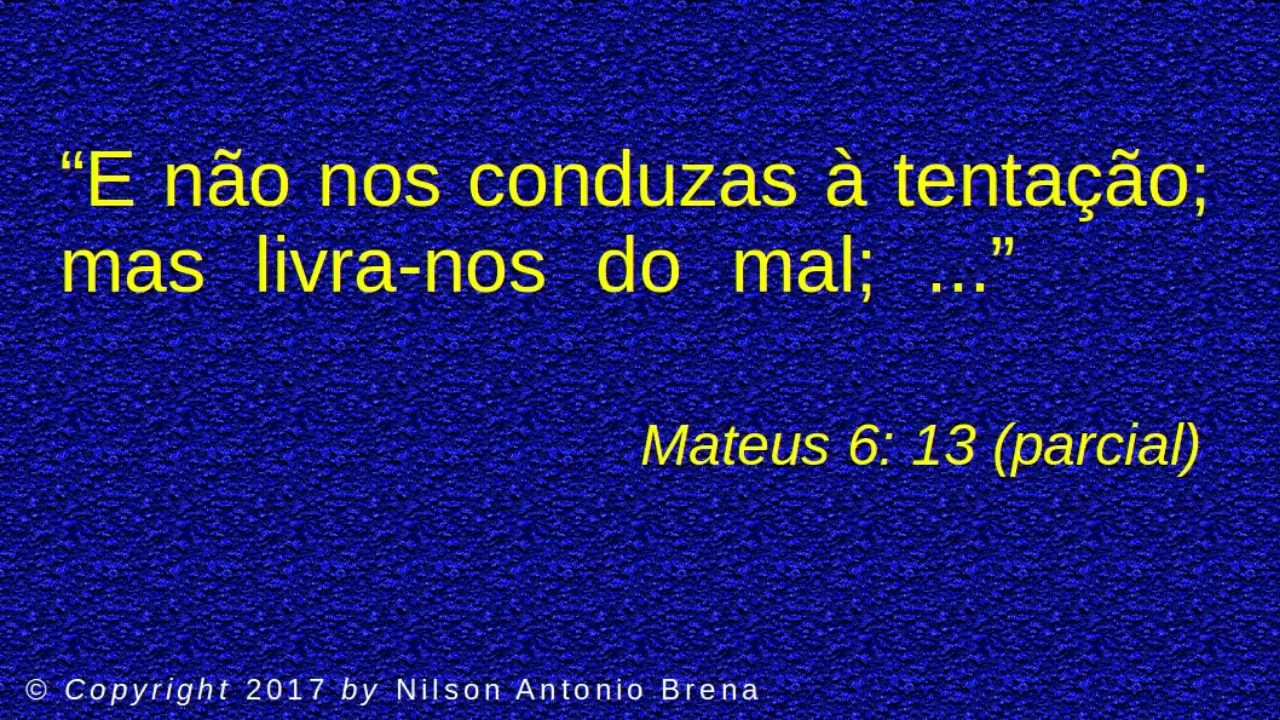 “E não nos conduzas à tentação;
mas livra-nos do mal; ...”
Mateus 6: 13 (parcial)
© Copyright 2017 by Nilson Antonio Brena